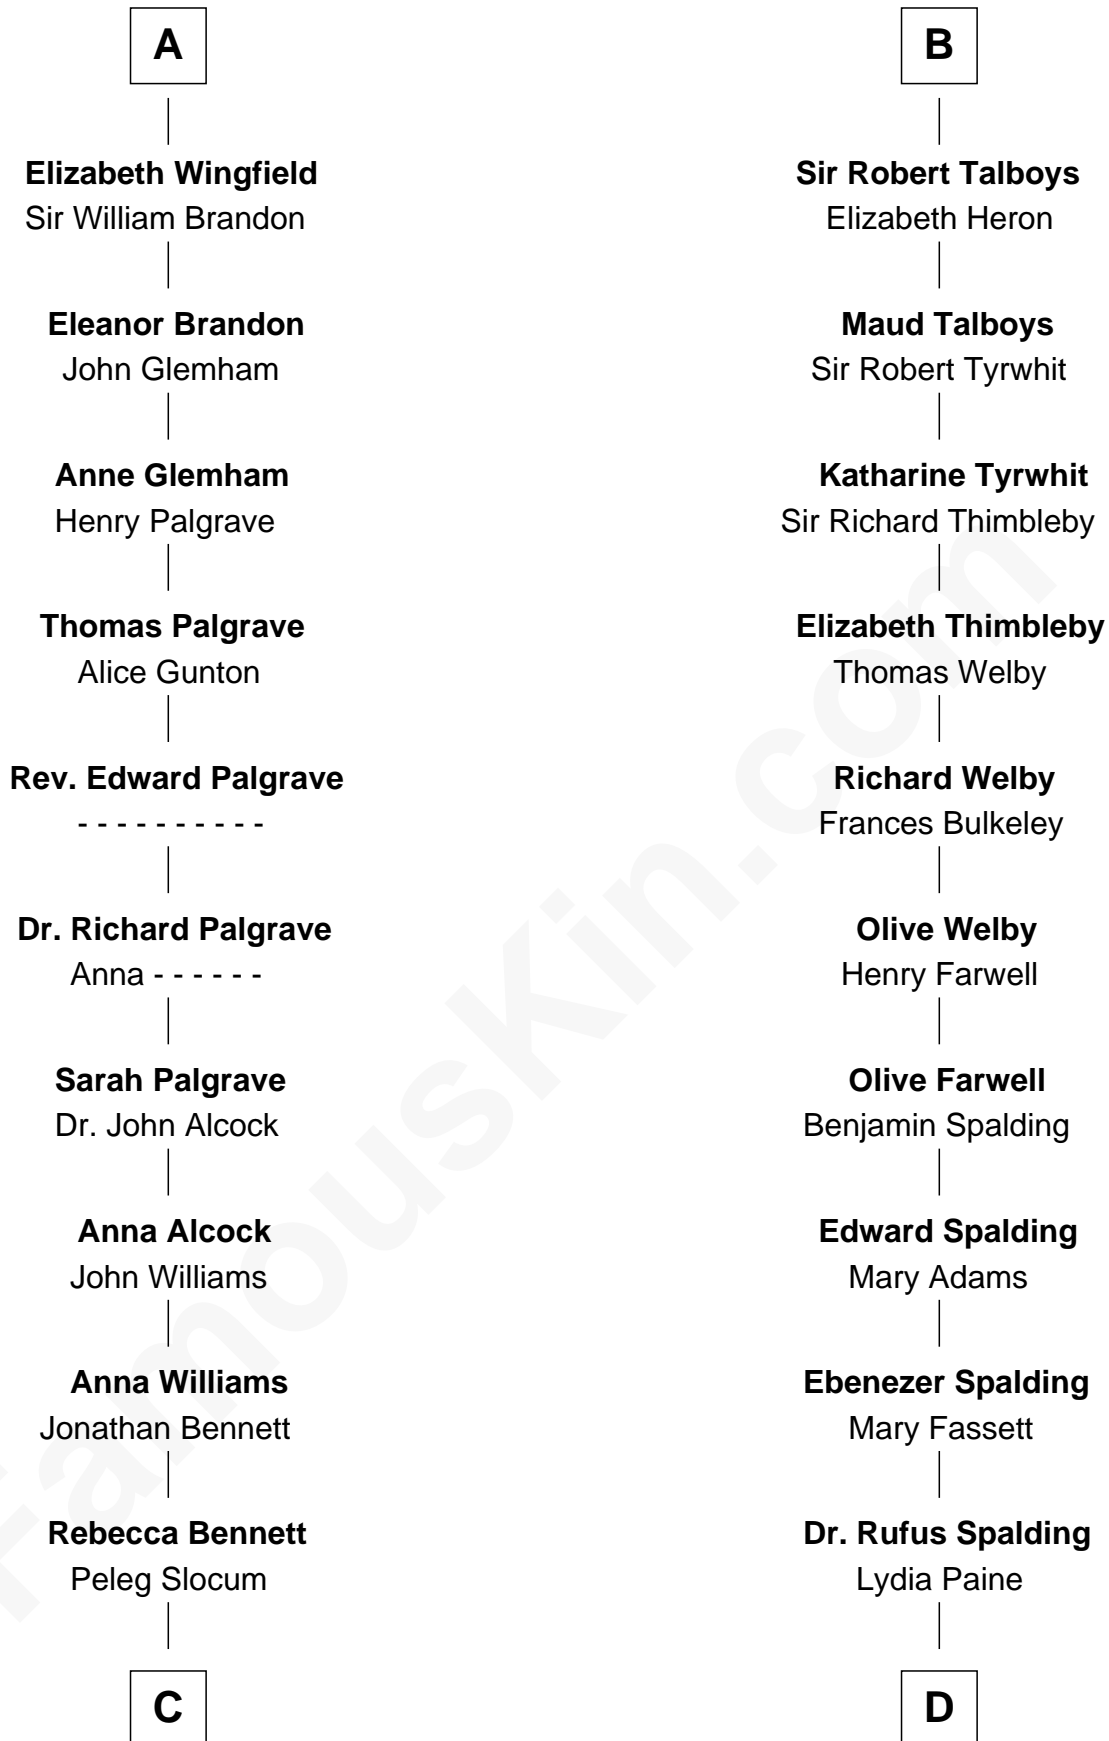 A
Elizabeth Wingfield
Sir William Brandon
Eleanor Brandon
John Glemham
Anne Glemham
Henry Palgrave
Thomas Palgrave
Alice Gunton
Rev. Edward Palgrave
- - - - - - - - - -
Dr. Richard Palgrave
Anna - - - - - -
Sarah Palgrave
Dr. John Alcock
Anna Alcock
John Williams
Anna Williams
Jonathan Bennett
Rebecca Bennett
Peleg Slocum
C
B
Sir Robert Talboys
Elizabeth Heron
Maud Talboys
Sir Robert Tyrwhit
Katharine Tyrwhit
Sir Richard Thimbleby
Elizabeth Thimbleby
Thomas Welby
Richard Welby
Frances Bulkeley
Olive Welby
Henry Farwell
Olive Farwell
Benjamin Spalding
Edward Spalding
Mary Adams
Ebenezer Spalding
Mary Fassett
Dr. Rufus Spalding
Lydia Paine
D
FamousKin.com